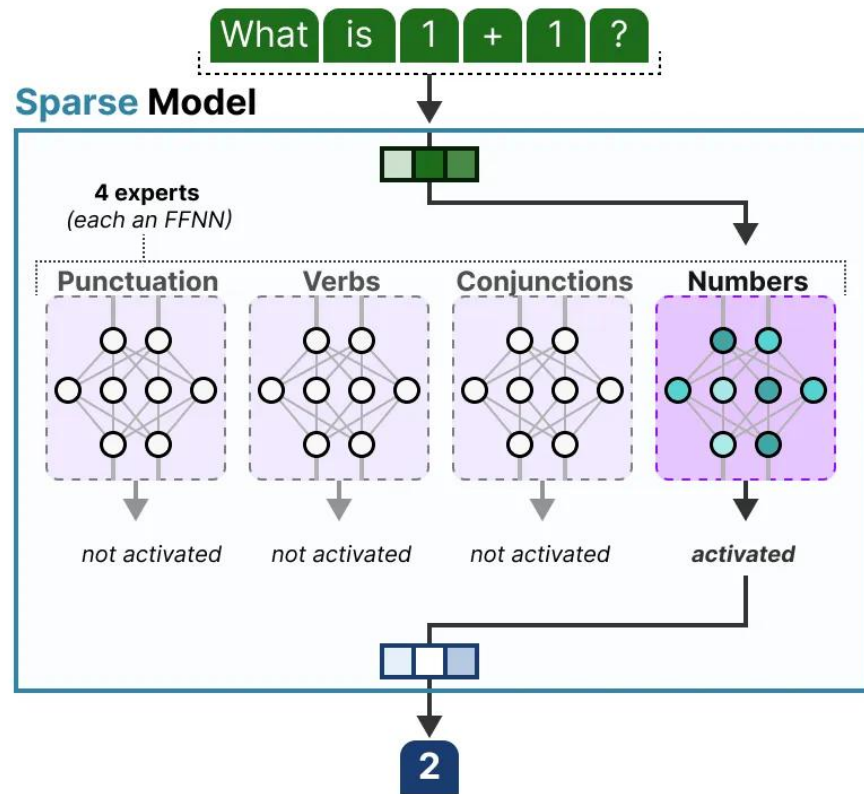 What is 1 + 1 ?
Sparse Model
4 experts
(each an FFNN)
Punctuation Verbs Conjunctions Numbers
not activated not activated not activated activated
2